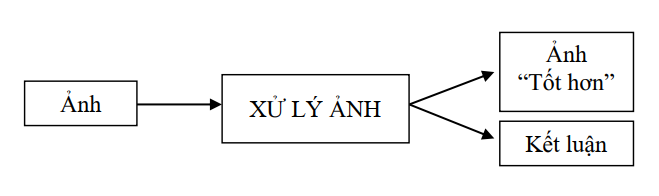 Ảnh
XỬ LÝ ẢNH
Ảnh
“Tốt hơn”
Kết luận